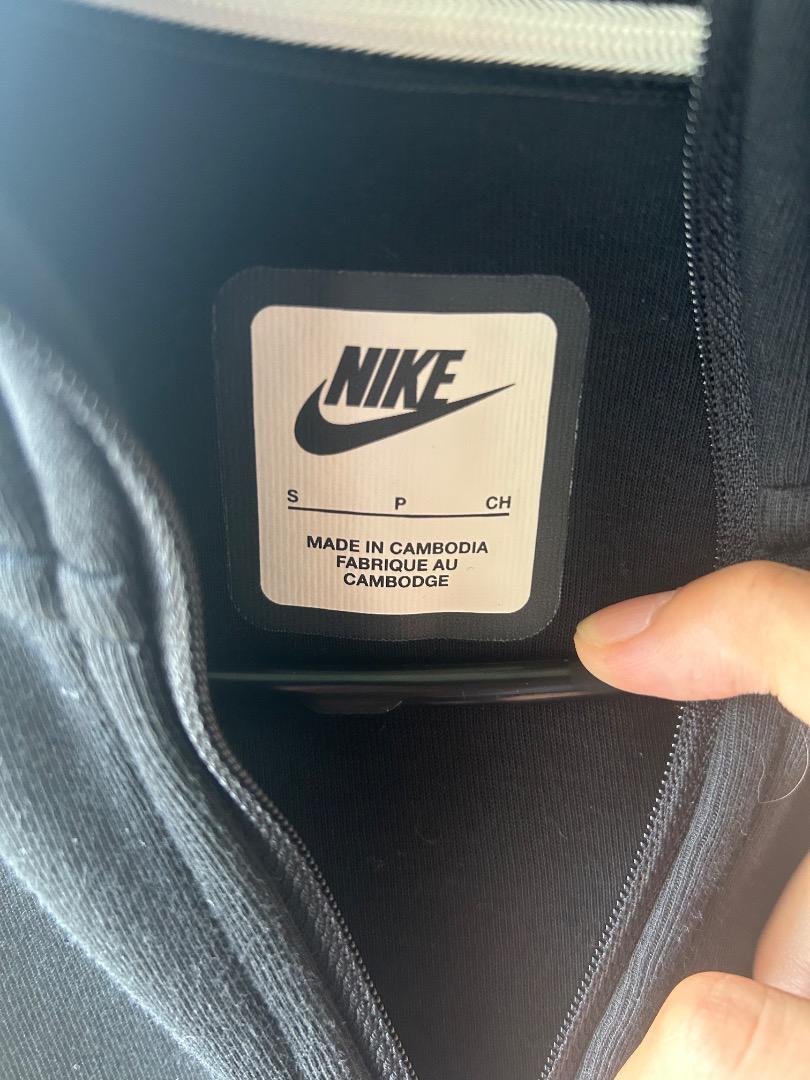 NIKE
S P CH
MADE IN CAMBODIA
FABRIQUE AU
CAMBODGE